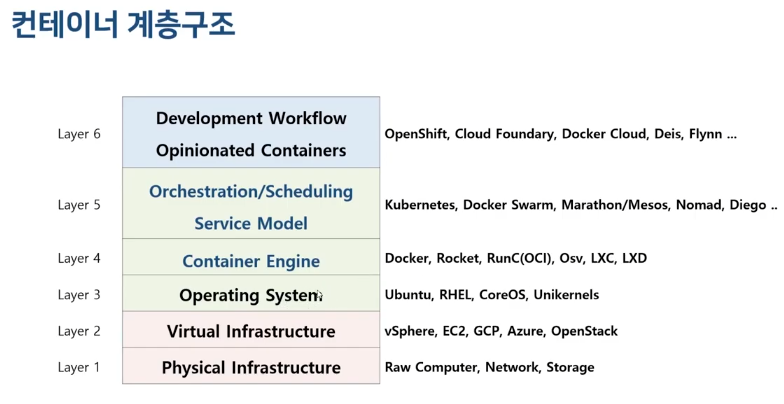 컨테이너 계층구조
Layer 6
Development Workflow
Opinionated Containers
OpenShift, Cloud Foundary, Docker Cloud, Deis, Flynn ...
Layer 5
Orchestration/Scheduling
Service Model
Kubernetes, Docker Swarm, Marathon/Mesos, Nomad, Diego ..
Layer 4
Container Engine
Docker, Rocket, RunC(OCI), Osv, LXC, LXD
Layer 3
Operating System
Ubuntu, RHEL, CoreOS, Unikernels
Layer 2
Virtual Infrastructure
vSphere, EC2, GCP, Azure, OpenStack
Layer 1
Physical Infrastructure
Raw Computer, Network, Storage